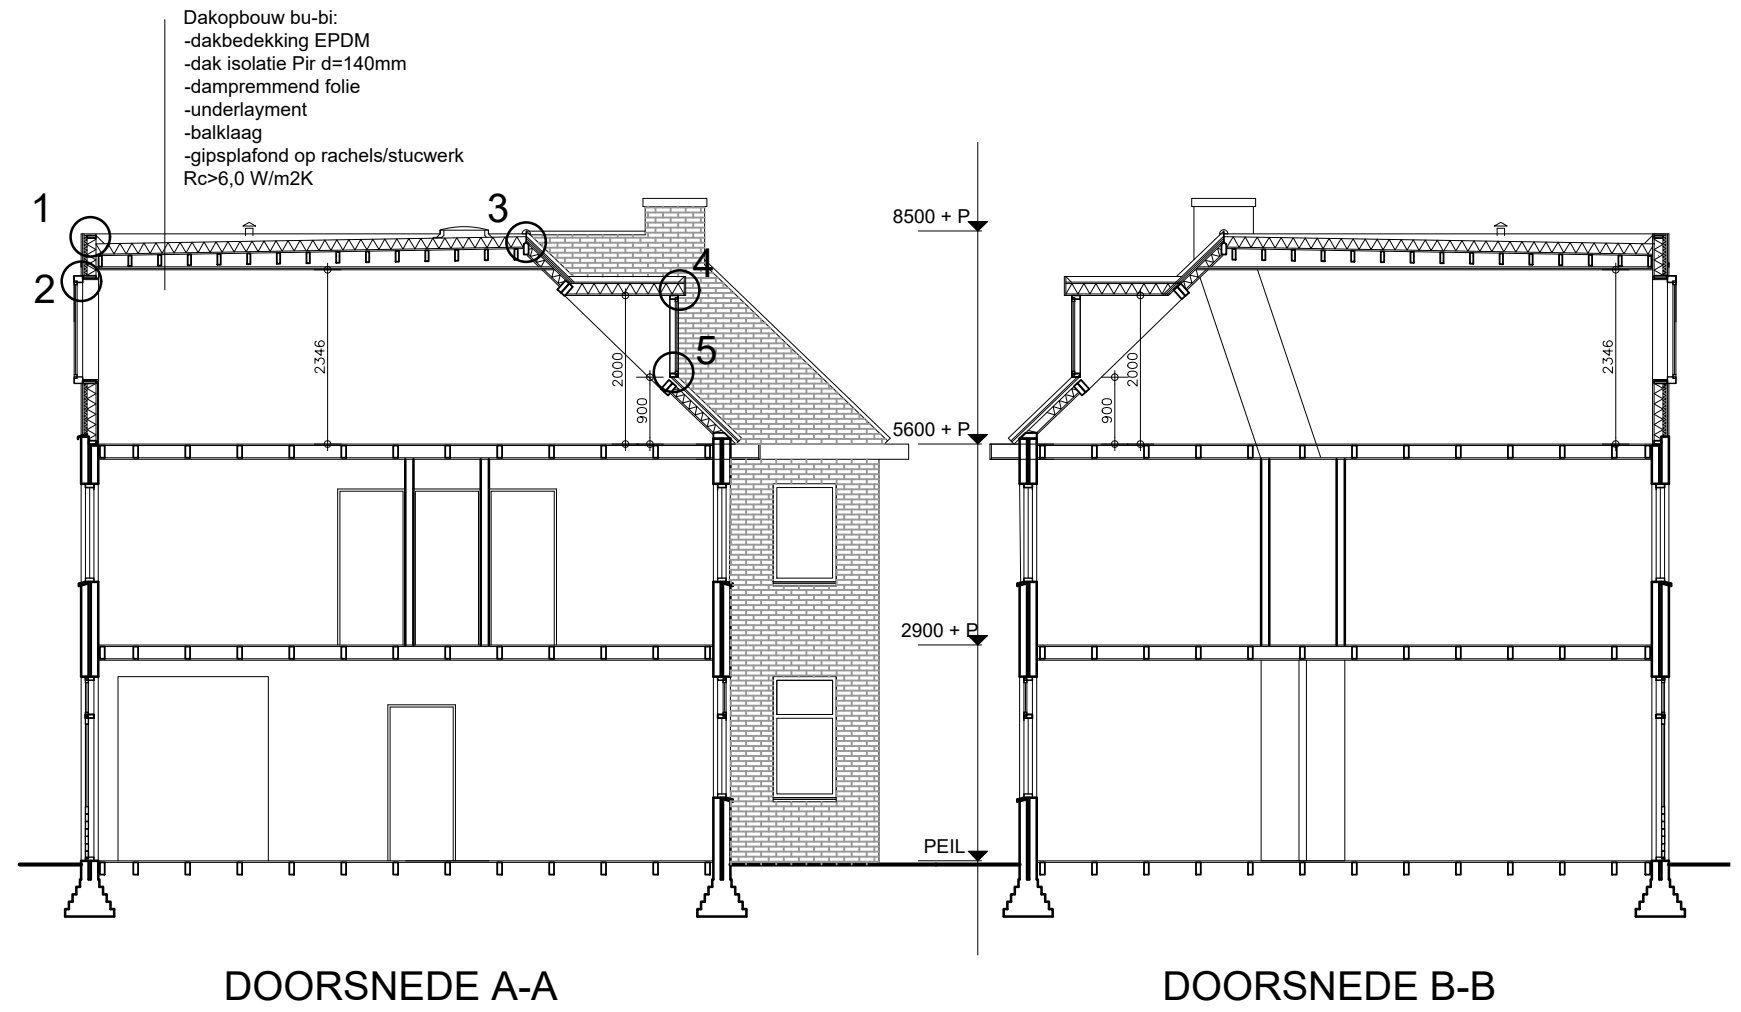 Dakopbouw bu-bi:
-dakbedekking EPDM
-dak isolatie Pir d=140mm
-dampremmend folie
-underlayment
-balklaag
-gipsplafond op rachels/stucwerk
Rc>6,0 W/m2K
1
2
3
4
5
2346
2000
900
8500 + P
5600 + P
2900 + P
PEIL
2000
900
2346
DOORSNEDE A-A
DOORSNEDE B-B